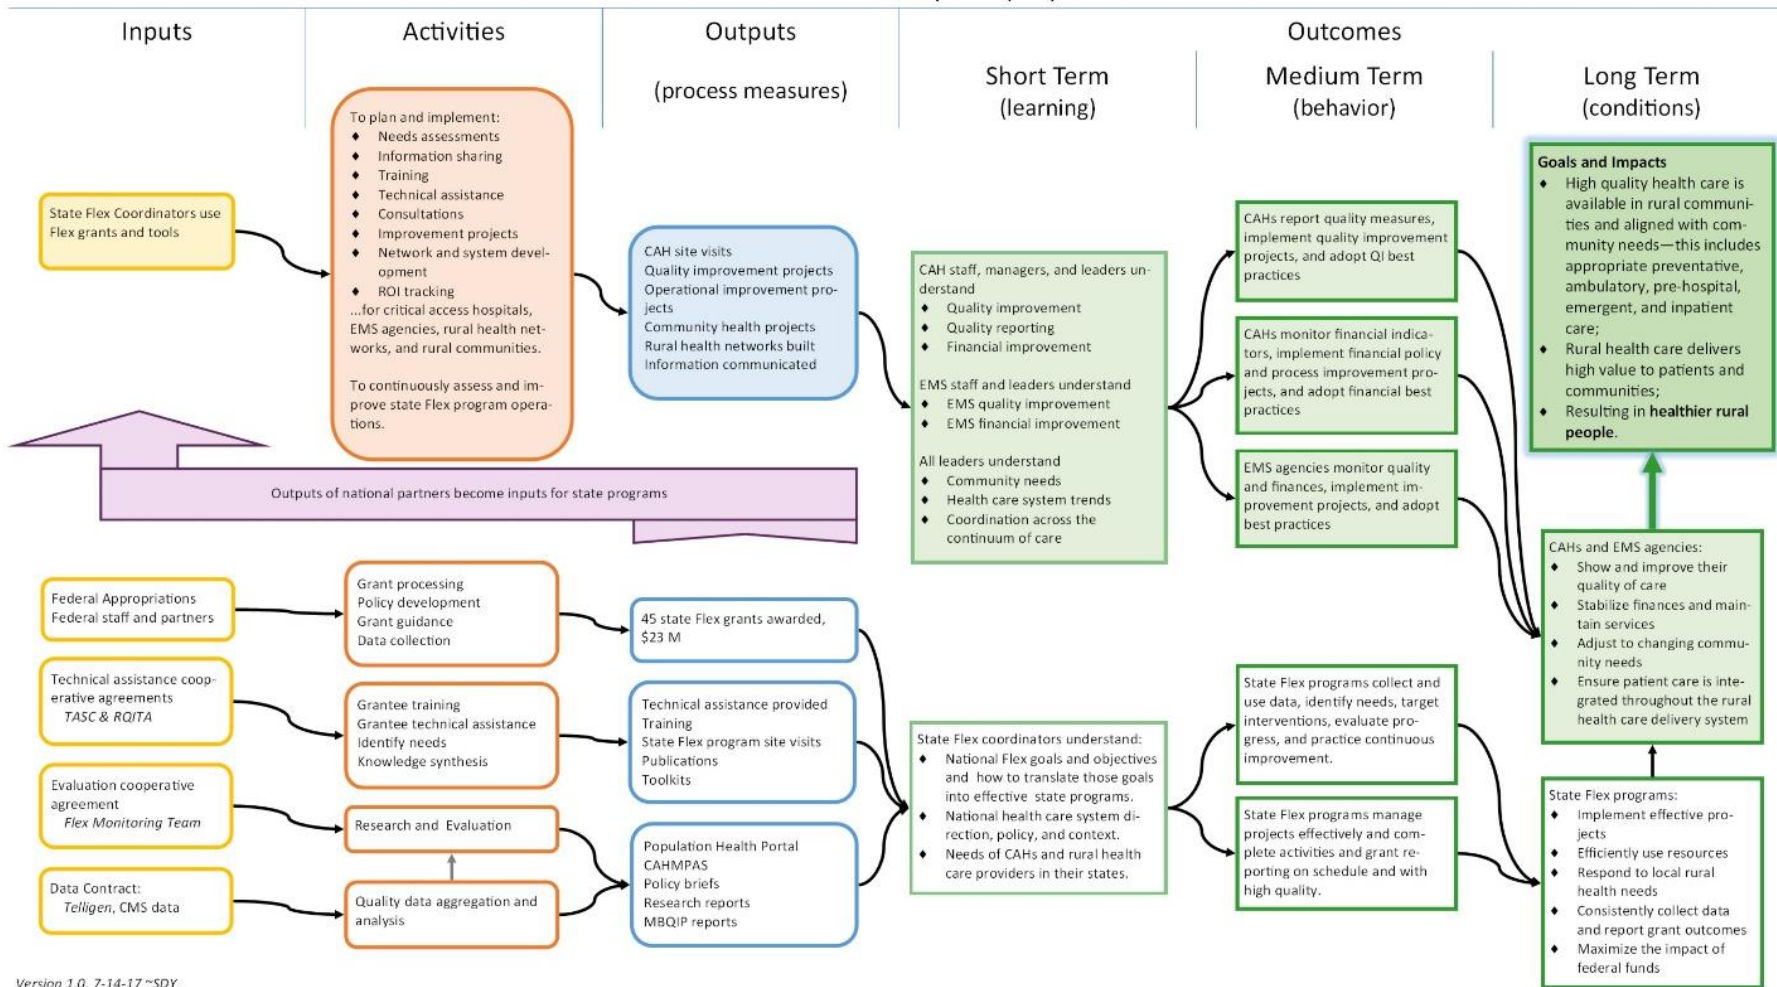 Inputs
Activities
Outputs
(process measures)
Outcomes
Short Term
(learning)
Medium Term
(behavior)
Long Term
(conditions)
State Flex Coordinators use
Flex grants and tools
To plan and implement:
♦ Needs assessments
♦ Information sharing
♦ Training
♦ Technical assistance
♦ Consultations
♦ Improvement projects
♦ Network and system devel-
opment
♦ ROI tracking
...for critical access hospitals,
EMS agencies, rural health net-
works, and rural communities.
To continuously assess and im-
prove state Flex program opera-
tions.
CAH site visits
Quality improvement projects
Operational improvement pro-
jects
Community health projects
Rural health networks built
Information communicated
CAH staff, managers, and leaders un-
derstand
♦ Quality improvement
♦ Quality reporting
♦ Financial improvement
EMS staff and leaders understand
♦ EMS quality improvement
♦ EMS financial improvement
All leaders understand
♦ Community needs
♦ Health care system trends
♦ Coordination across the
continuum of care
CAHs report quality measures,
implement quality improvement
projects, and adopt QI best
practices
CAHs monitor financial indica-
tors, implement financial policy
and process improvement pro-
jects, and adopt financial best
practices
EMS agencies monitor quality
and finances, implement im-
provement projects, and adopt
best practices
Goals and Impacts
♦ High quality health care is
available in rural communi-
ties and aligned with com-
munity needs—this includes
appropriate preventative,
ambulatory, pre-hospital,
emergent, and inpatient
care;
♦ Rural health care delivers
high value to patients and
communities;
♦ Resulting in healthier rural
people.
CAHs and EMS agencies:
♦ Show and improve their
quality of care
♦ Stabilize finances and main-
tain services
♦ Adjust to changing commu-
nity needs
♦ Ensure patient care is inte-
grated throughout the rural
health care delivery system
Outputs of national partners become inputs for state programs
Federal Appropriations
Federal staff and partners
Grant processing
Policy development
Grant guidance
Data collection
45 state Flex grants awarded,
$23 M
Technical assistance coop-
erative agreements
TASC & RQITA
Grantee training
Grantee technical assistance
Identify needs
Knowledge synthesis
Technical assistance provided
Training
State Flex program site visits
Publications
Toolkits
Evaluation cooperative
agreement
Flex Monitoring Team
Research and Evaluation
Data Contract:
Telligen, CMS data
Quality data aggregation and
analysis
Population Health Portal
CAHMPAS
Policy briefs
Research reports
MBQIP reports
State Flex coordinators understand:
♦ National Flex goals and objectives
and how to translate those goals
into effective state programs.
♦ National health care system di-
rection, policy, and context.
♦ Needs of CAHs and rural health
care providers in their states.
State Flex programs collect and
use data, identify needs, target
interventions, evaluate pro-
gress, and practice continuous
improvement.
State Flex programs manage
projects effectively and com-
plete activities and grant re-
porting on schedule and with
high quality.
State Flex programs:
♦ Implement effective pro-
jects
♦ Efficiently use resources
♦ Respond to local rural
health needs
♦ Consistently collect data
and report grant outcomes
♦ Maximize the impact of
federal funds
Version 1.0, 7-14-17 ~SDY